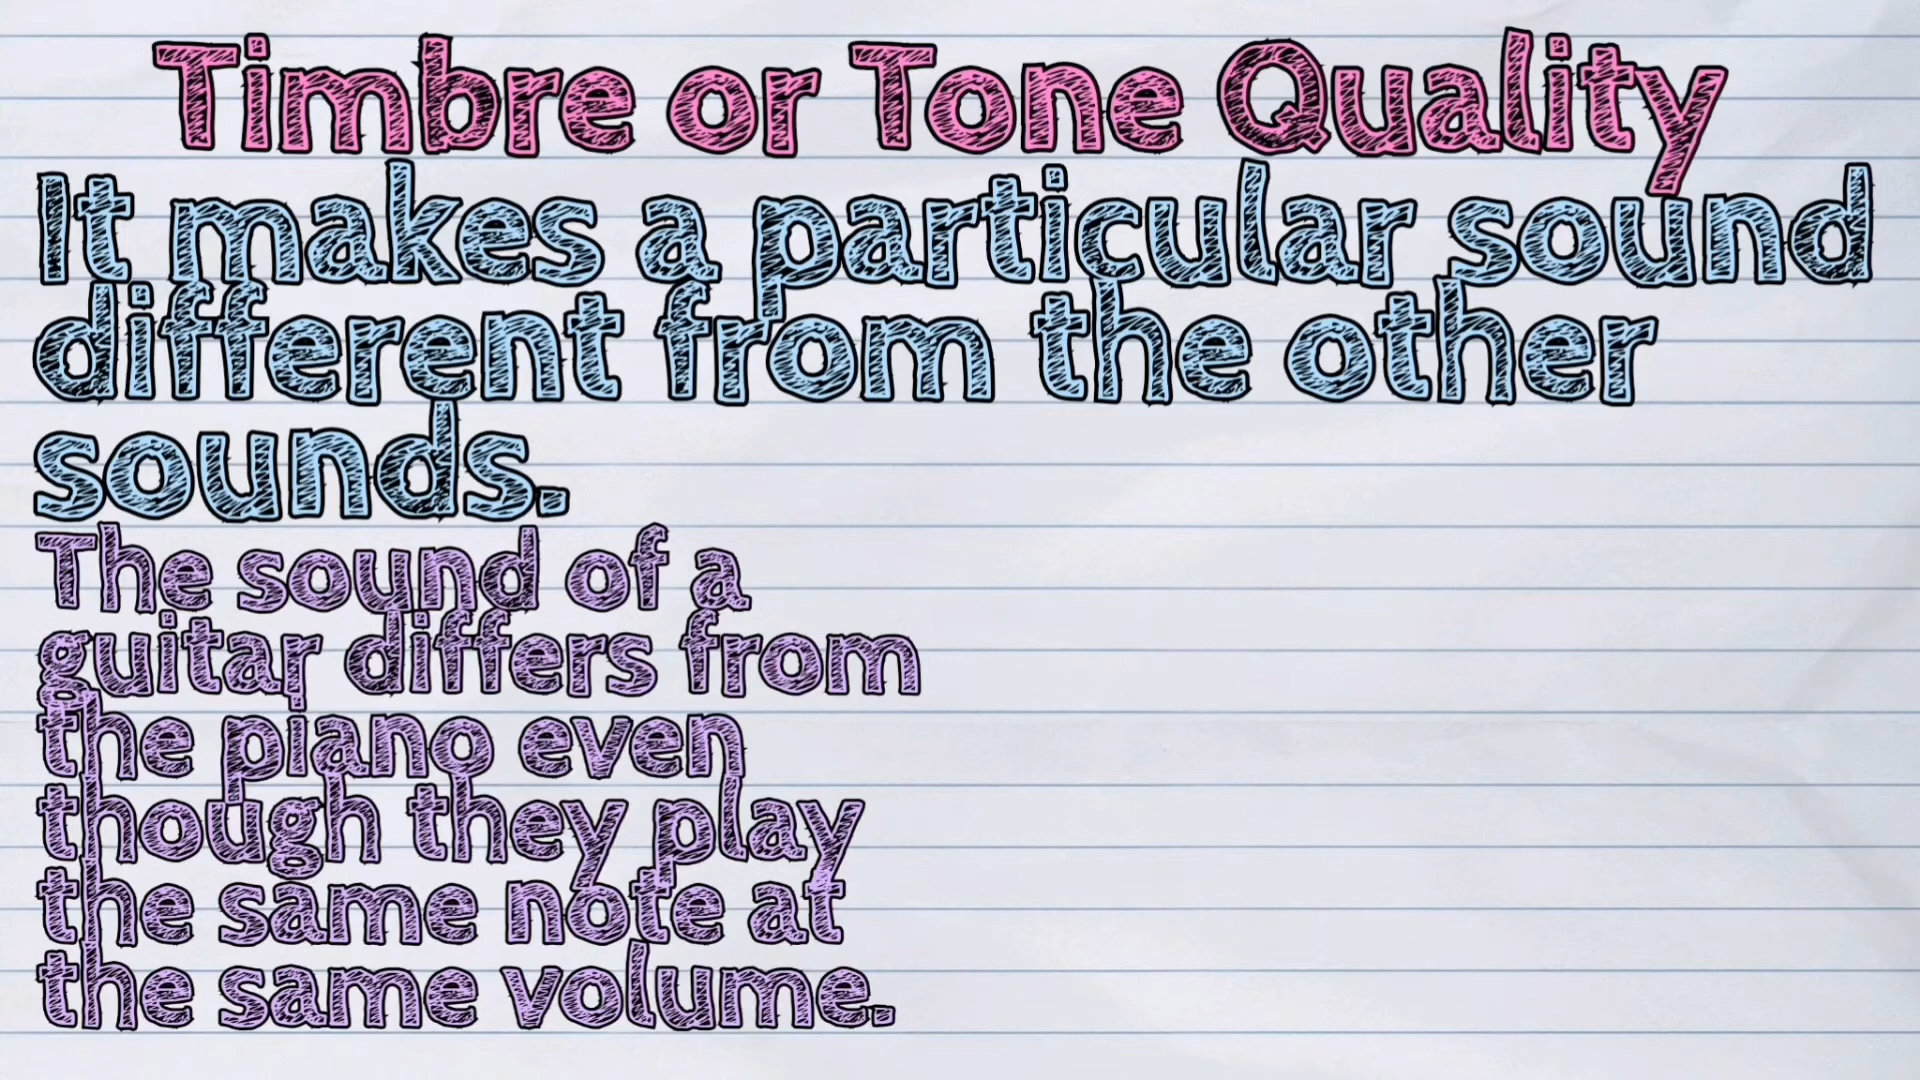 Timbre or Tone Quality
It makes a particular sound
different from the other
sounds.
The sound of a
guitar differs from
the piano even
though they play
the same note at
the same volume.